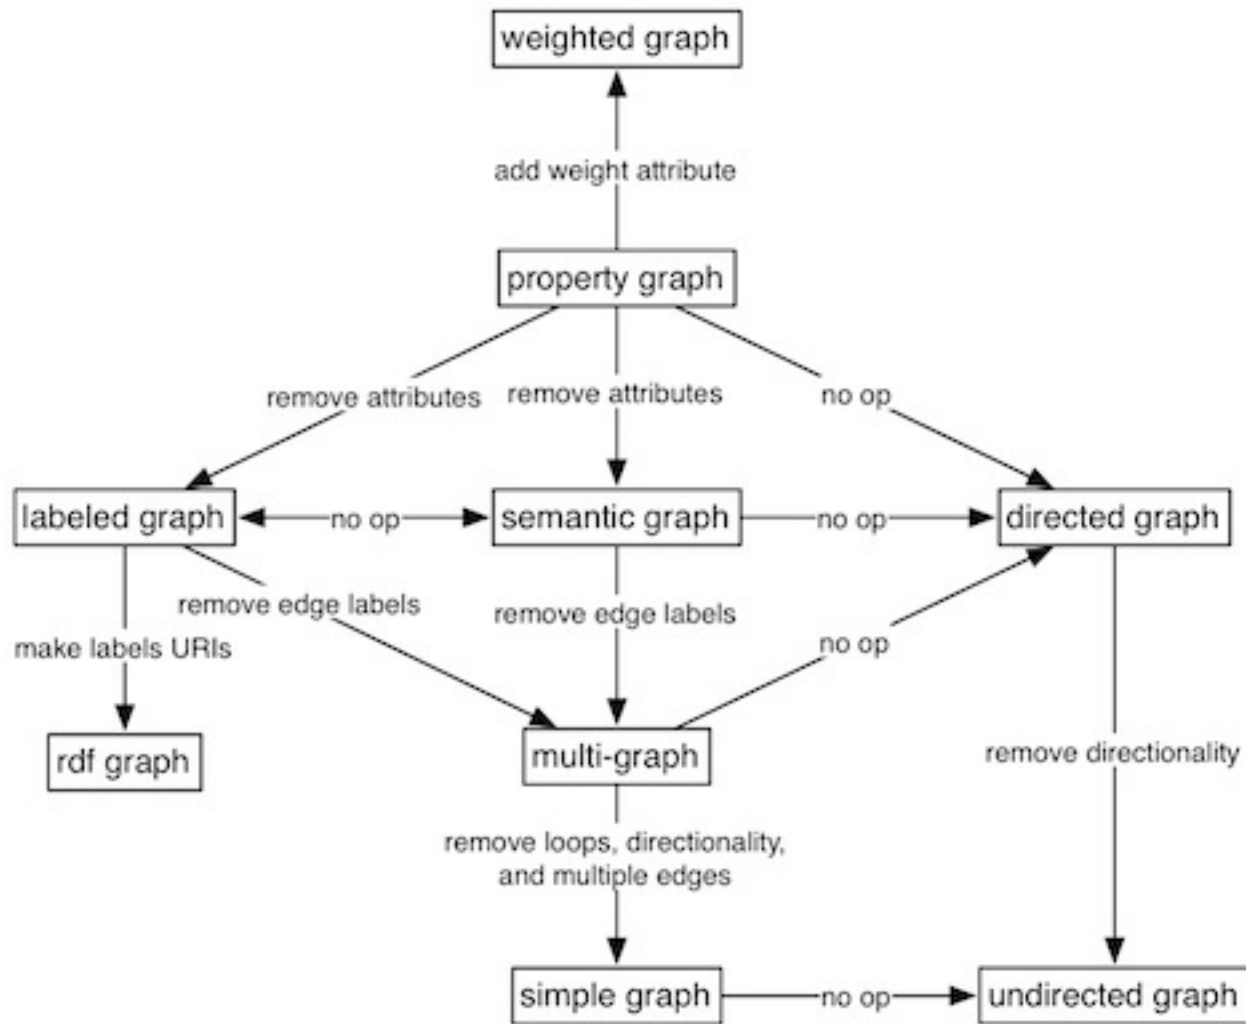 weighted graph
add weight attribute
property graph
remove attributes
remove attributes
no op
labeled graph
no op
semantic graph
no op
directed graph
remove edge labels
remove edge labels
make labels URIs
no op
rdf graph
multi-graph
remove directionality
remove loops, directionality,
and multiple edges
simple graph
no op
undirected graph